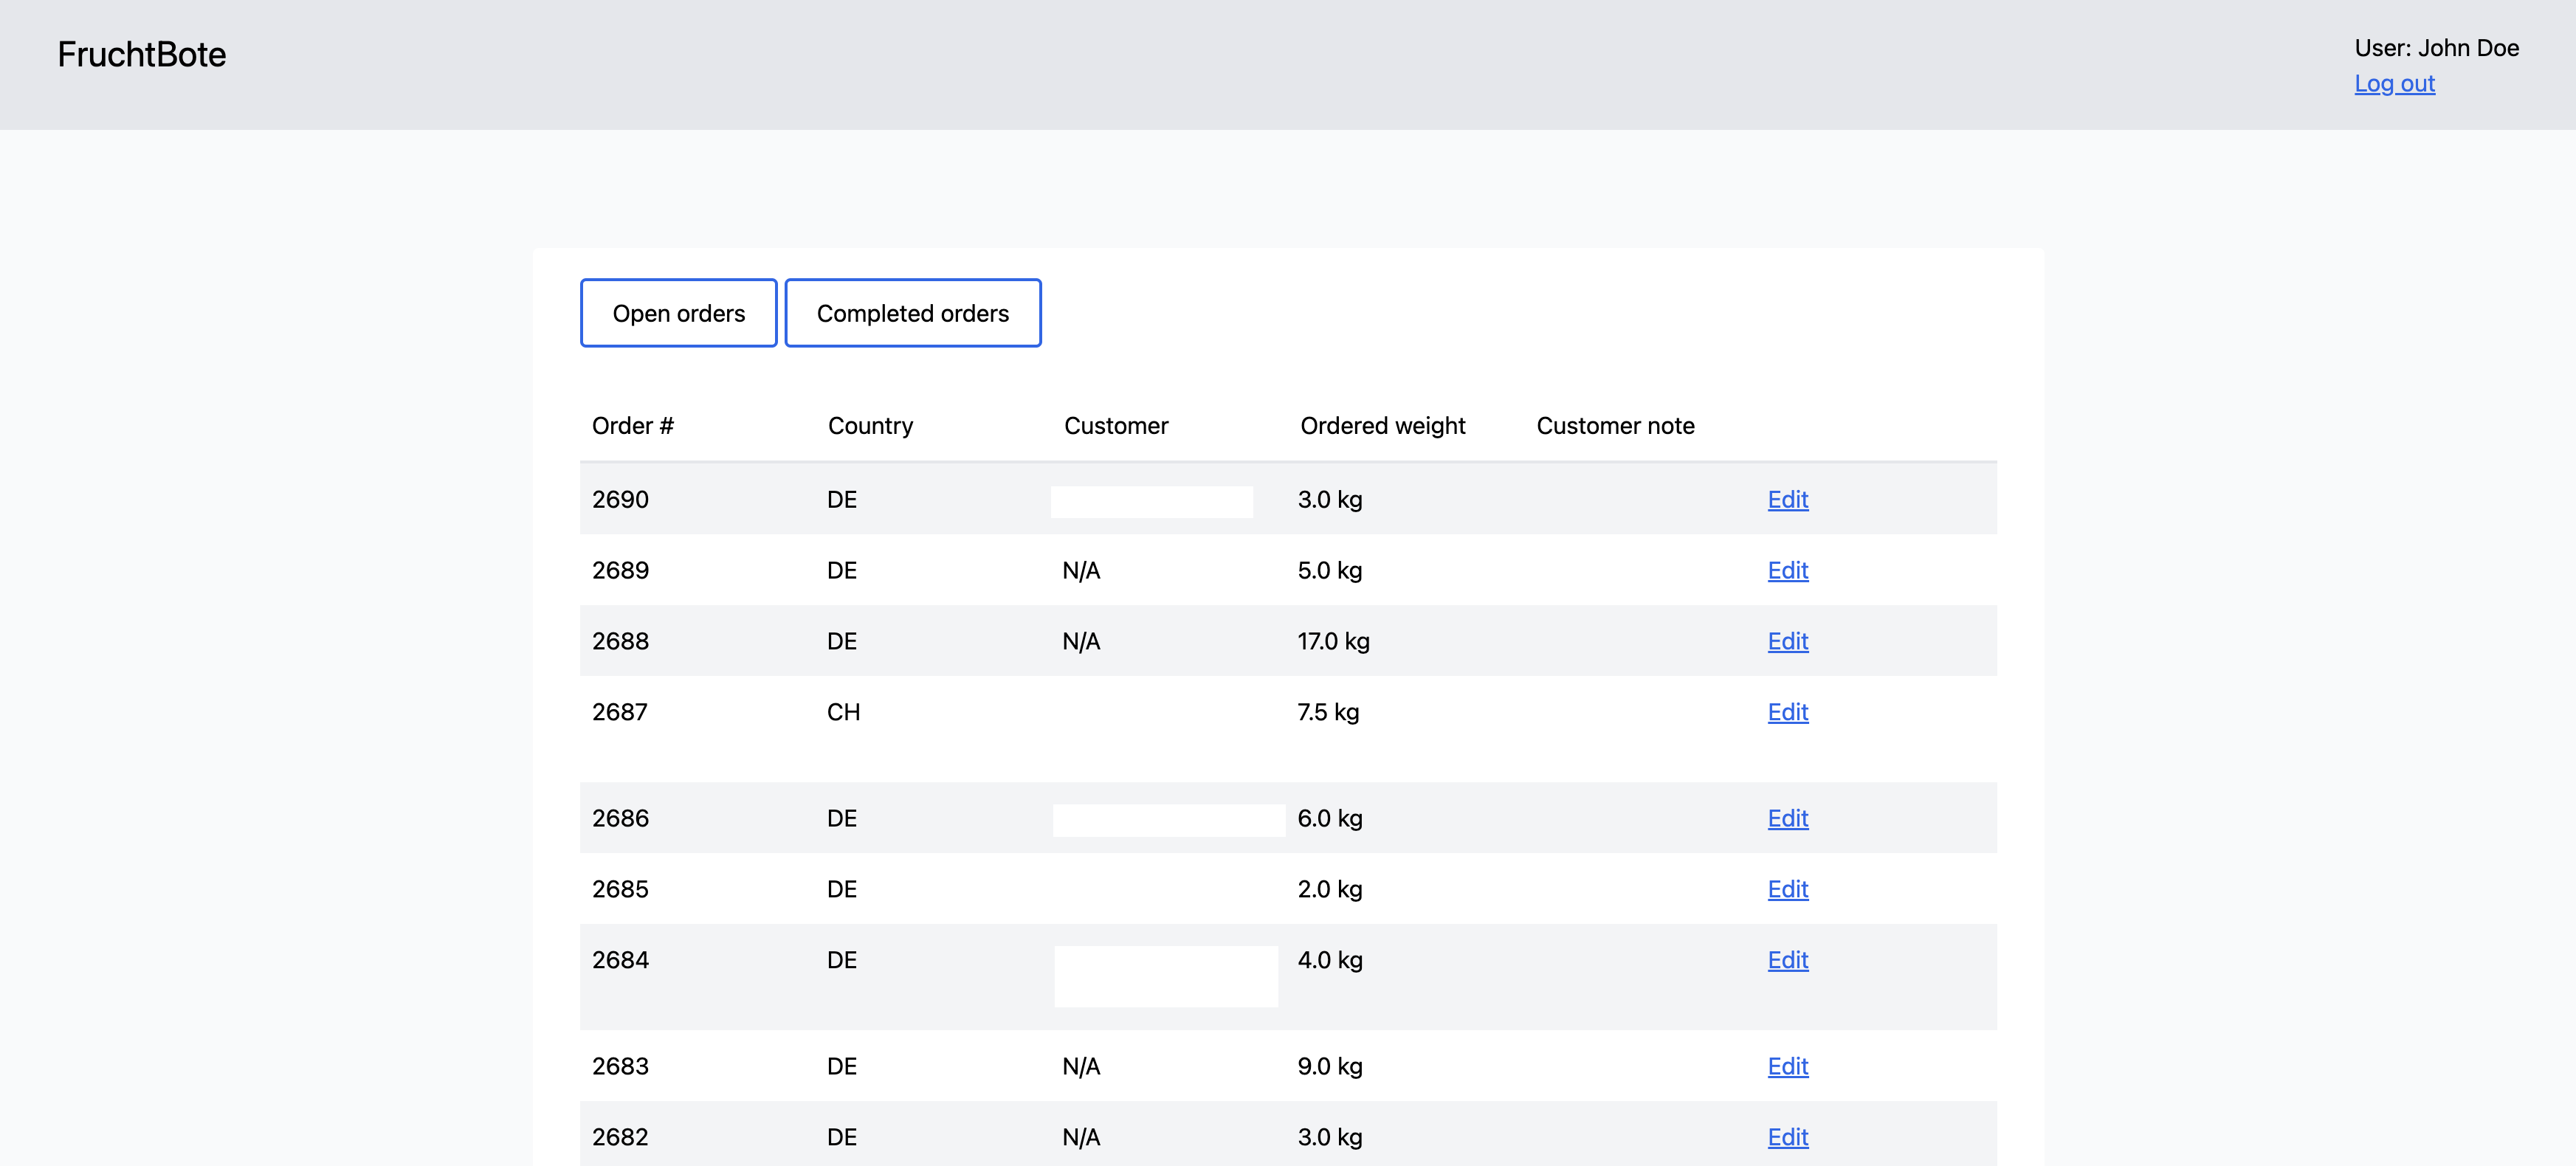 FruchtBote
User: John Doe
Log out
Open orders Completed orders
Order # Country Customer Ordered weight Customer note
2690 DE 3.0 kg Edit
2689 DE N/A 5.0 kg Edit
2688 DE N/A 17.0 kg Edit
2687 CH 7.5 kg Edit
2686 DE 6.0 kg Edit
2685 DE 2.0 kg Edit
2684 DE 4.0 kg Edit
2683 DE N/A 9.0 kg Edit
2682 DE N/A 3.0 kg Edit